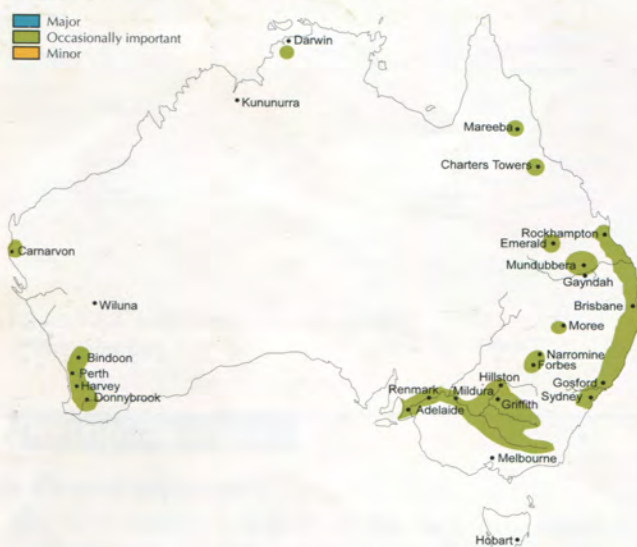 Major
Occasionally important
Minor
Darwin
Kununurra
Mareeba
Charters Towers
Rockhampton
Emerald
Carnarvon
Mundubbera
Gayndah
Wiluna
Brisbane
Moree
Bindoon
Narromine
Perth
Forbes
Hillston
Harvey
Renmark
Mildura
Gosford
Donnybrook
Griffith
Sydney
Adelaide
Melbourne
Hobart